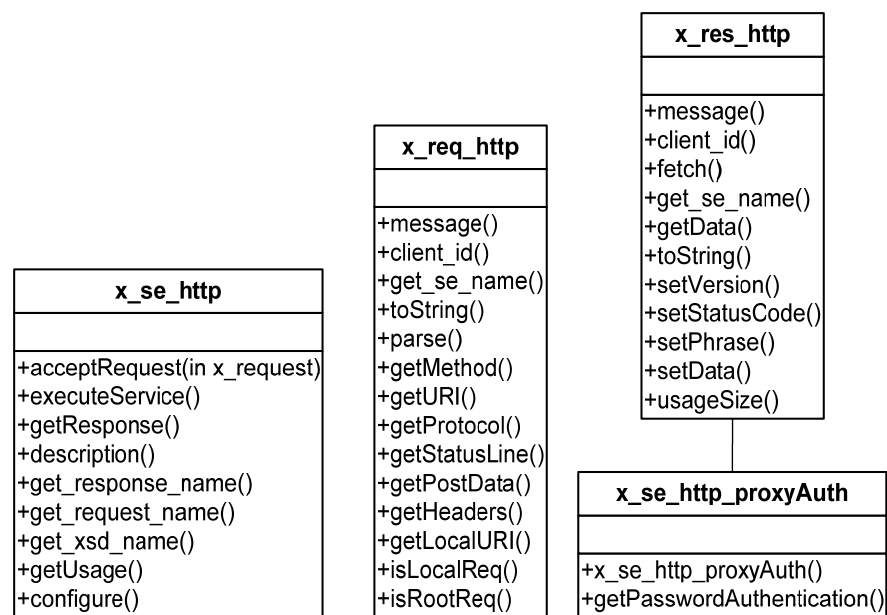 x_se_http
+acceptRequest(in x_request)
+executeService()
+getResponse()
+description()
+get_response_name()
+get_request_name()
+get_xsd_name()
+getUsage()
+configure()
x_req_http
+message()
+client_id()
+get_se_name()
+toString()
+parse()
+getMethod()
+getURI()
+getProtocol()
+getStatusLine()
+getPostData()
+getHeaders()
+getLocalURI()
+isLocalReq()
+isRootReq()
x_res_http
+message()
+client_id()
+fetch()
+get_se_name()
+getData()
+toString()
+setVersion()
+setStatusCode()
+setPhrase()
+setData()
+usageSize()
x_se_http_proxyAuth
+x_se_http_proxyAuth()
+getPasswordAuthentication()